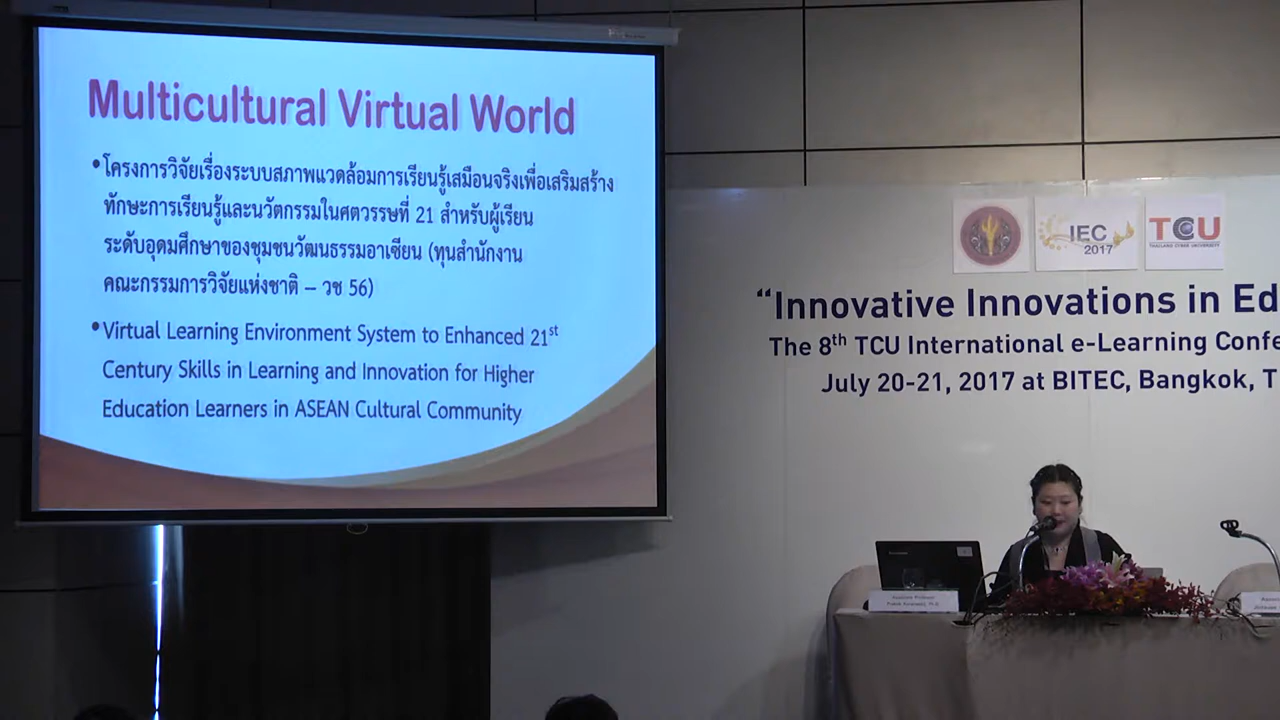 Multicultural Virtual World
•โครงการวิจัยเรื่องระบบสภาพแวดล้อมการเรียนรู้เสมือนจริงเพื่อเสริมสร้าง
ทักษะการเรียนรู้และนวัตกรรมในศตวรรษที่ 21 สำหรับผู้เรียน
ระดับอุดมศึกษาของชุมชนวัฒนธรรมอาเซียน (ทุนสำนักงาน
คณะกรรมการวิจัยแห่งชาติ – วช 56)
•Virtual Learning Environment System to Enhanced 21st
Century Skills in Learning and Innovation for Higher
Education Learners in ASEAN Cultural Community
IEC
2017
TCU
THAILAND CYBER UNIVERSITY
“Innovative Innovations in Ed
The 8th TCU International e-Learning Confe
July 20-21, 2017 at BITEC, Bangkok, T
Associate Professor